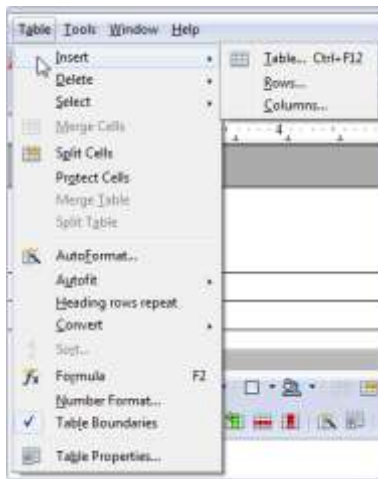 Table Tools Window Help
Insert
Delete
Select
Merge Cells
Split Cells
Protect Cells
Merge Table
Split Table
AutoFormat...
Autofit
Heading rows repeat
Convert
Sort...
Formula F2
Number Format...
Table Boundaries
Table Properties...
Table... Ctrl+F12
Rows...
Columns...
4